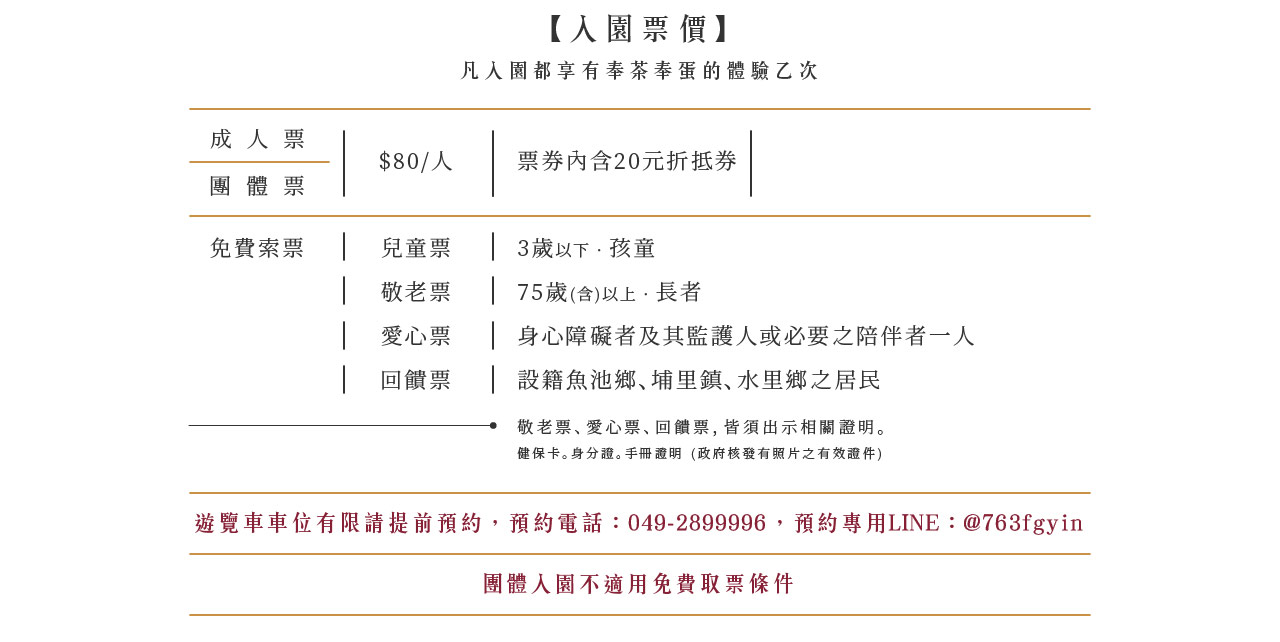 【入園票價】
凡入園都享有奉茶奉蛋的體驗乙次
成人票
團體票
$80/人
票券內含20元折抵券
免費索票
兒童票
3歲以下·孩童
敬老票
75歲(含)以上·長者
愛心票
身心障礙者及其監護人或必要之陪伴者一人
回饋票
設籍魚池鄉、埔里鎮、水里鄉之居民
敬老票、愛心票、回饋票,皆須出示相關證明。
健保卡。身分證。手冊證明 (政府核發有照片之有效證件)
遊覽車車位有限請提前預約，預約電話：049-2899996，預約專用LINE：@763fgyin
團體入園不適用免費取票條件